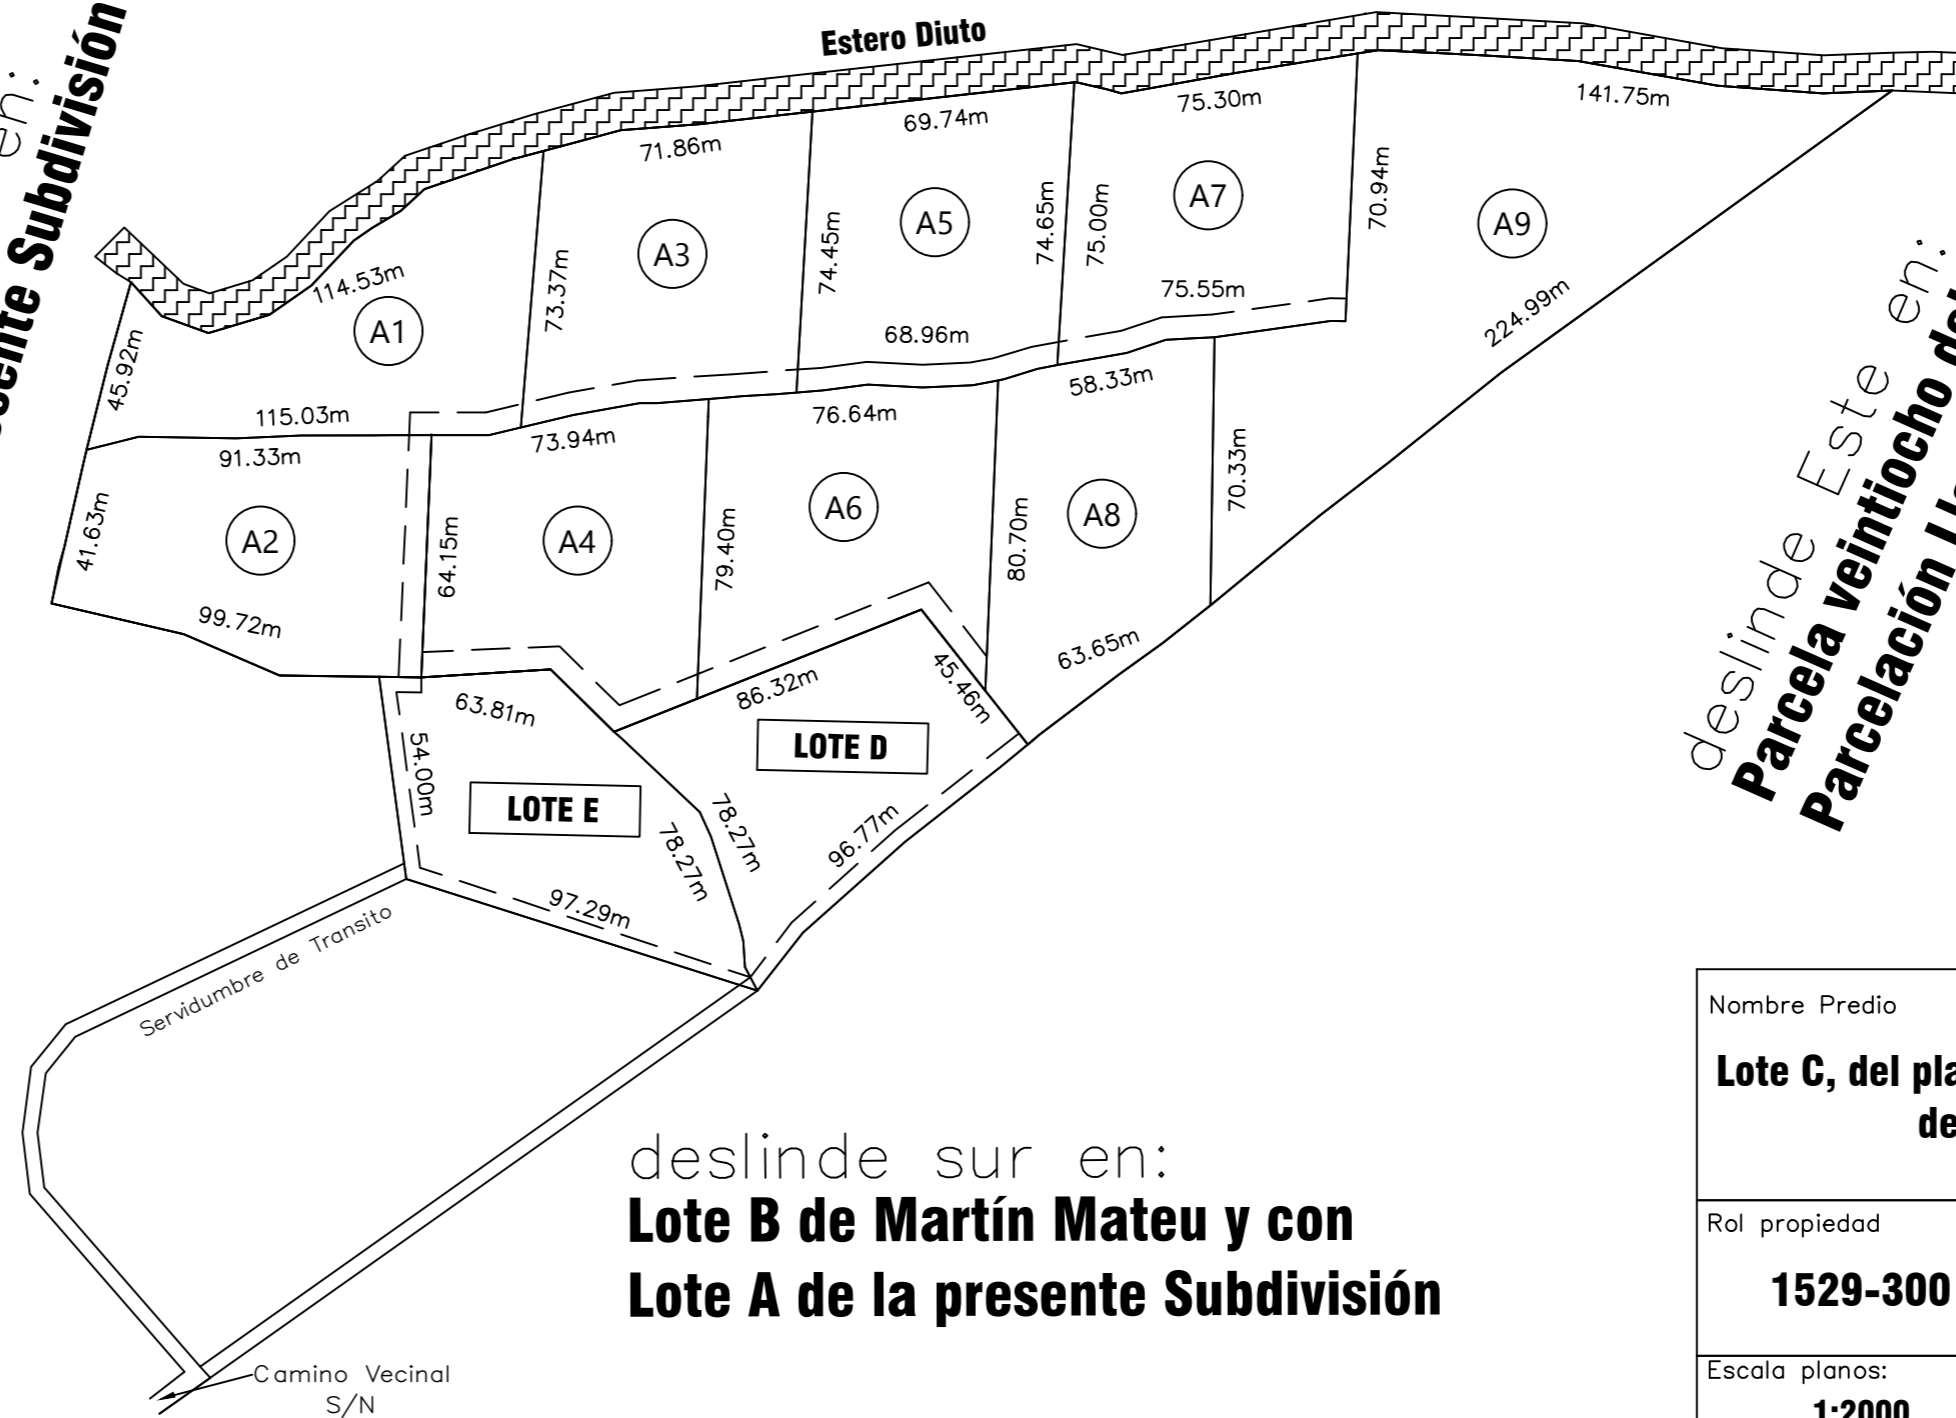 Estero Diuto
en:
Subdivisión
71.86m
69.74m
75.30m
141.75m
114.53m
73.37m
74.45m
74.65m
75.00m
70.94m
A1
A3
A5
A7
A9
45.92m
115.03m
68.96m
75.55m
224.99m
91.33m
73.94m
76.64m
58.33m
41.63m
A2
64.15m
A4
79.40m
A6
80.70m
A8
70.33m
99.72m
63.81m
86.32m
45.46m
63.65m
54.00m
LOTE E
LOTE D
78.27m
78.27m
97.29m
96.77m
Servidumbre de Transito
Camino Vecinal
S/N
deslinde Este en:
Parcela veintiocho
Parcelación
deslinde sur en:
Lote B de Martín Mateu y con
Lote A de la presente Subdivisión
Nombre Predio
Lote C, del
de
Rol propiedad
1529-300
Escala planos:
1:2000